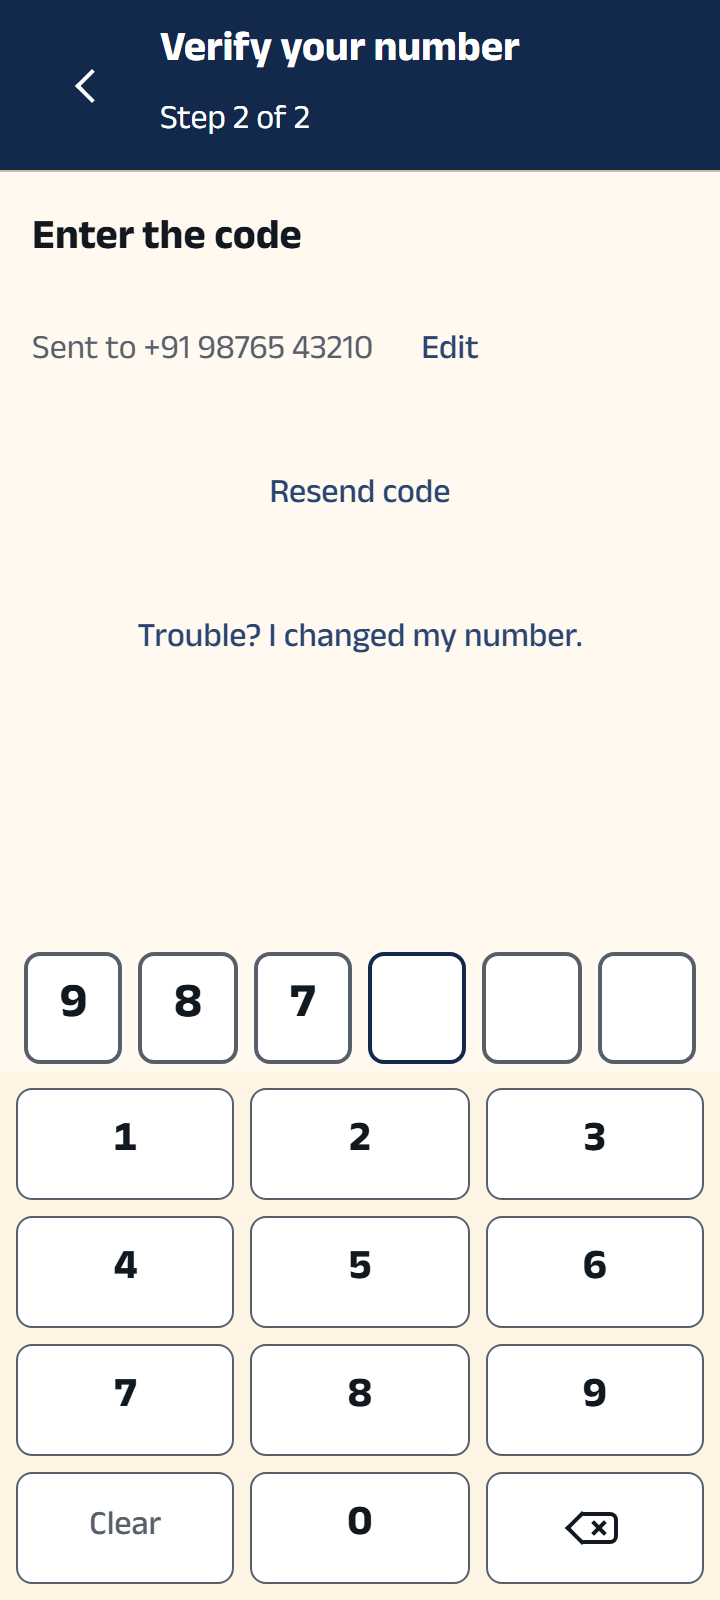 Verify your number
Step 2 of 2
Enter the code
Sent to +91 98765 43210 Edit
Resend code
Trouble? I changed my number.
9 8 7
1 2 3
4 5 6
7 8 9
Clear 0